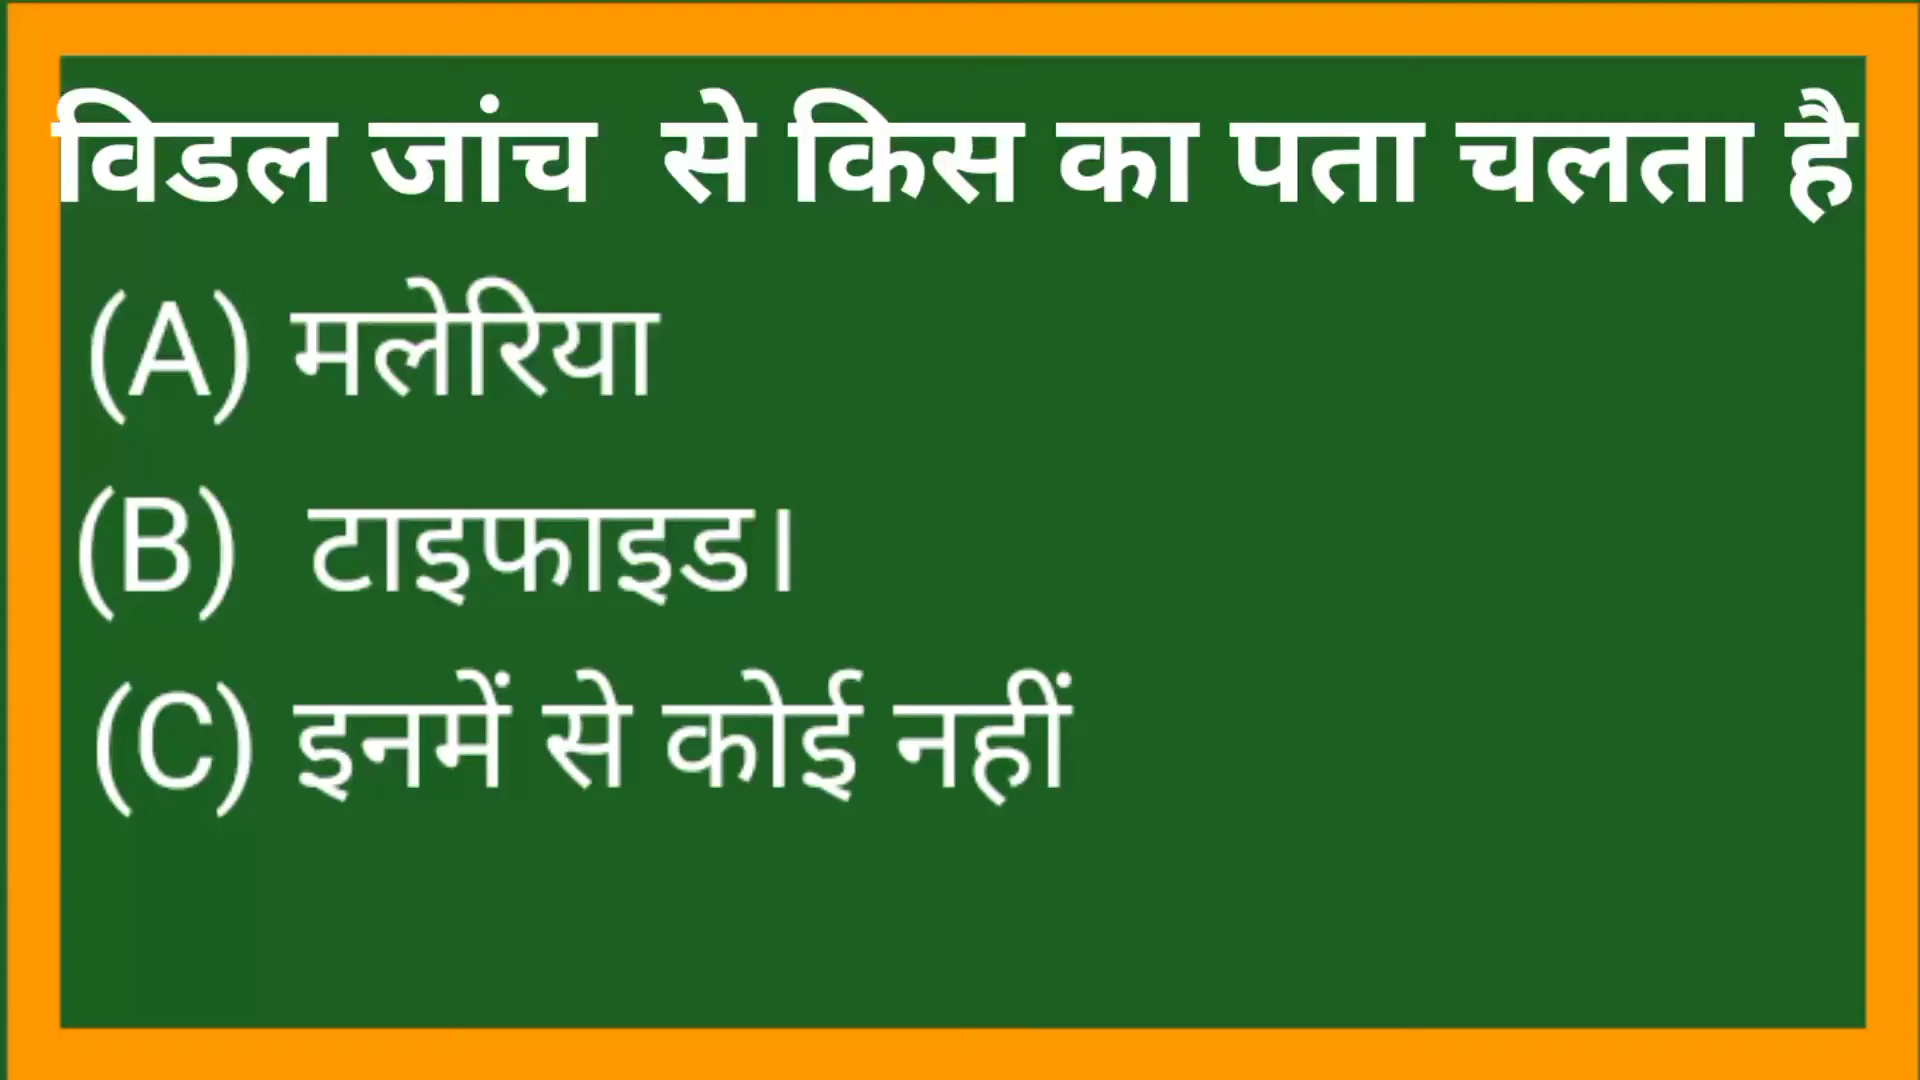 विडल जांच से किस का पता चलता है
(A) मलेरिया
(B) टाइफाइड।
(C) इनमें से कोई नहीं